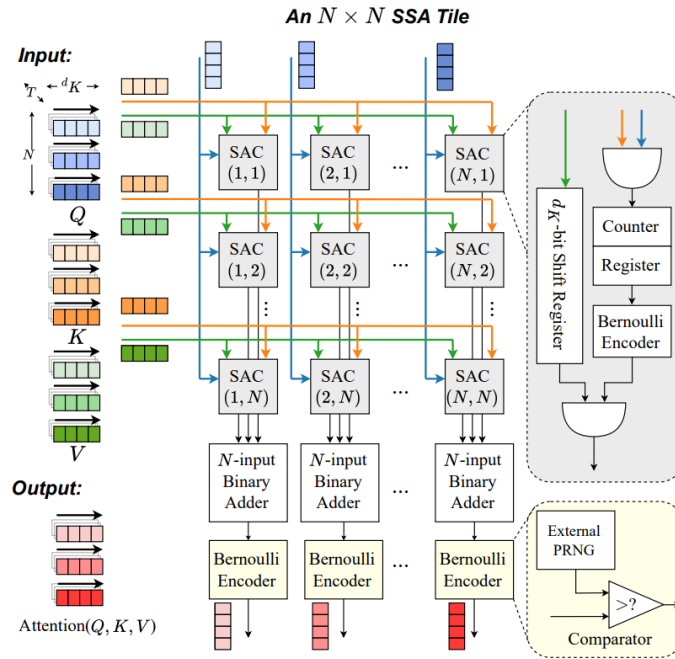 An N × N SSA Tile
Input:
T
d_K
N
Q
K
V
SAC
(1, 1)
SAC
(2, 1)
...
SAC
(N, 1)
SAC
(1, 2)
SAC
(2, 2)
...
SAC
(N, 2)
⋮
⋮
⋮
SAC
(1, N)
SAC
(2, N)
...
SAC
(N, N)
N-input
Binary
Adder
N-input
Binary
Adder
...
N-input
Binary
Adder
Bernoulli
Encoder
Bernoulli
Encoder
...
Bernoulli
Encoder
d_K-bit Shift Register
Counter
Register
Bernoulli
Encoder
External
PRNG
>?
Comparator
Output:
Attention(Q, K, V)